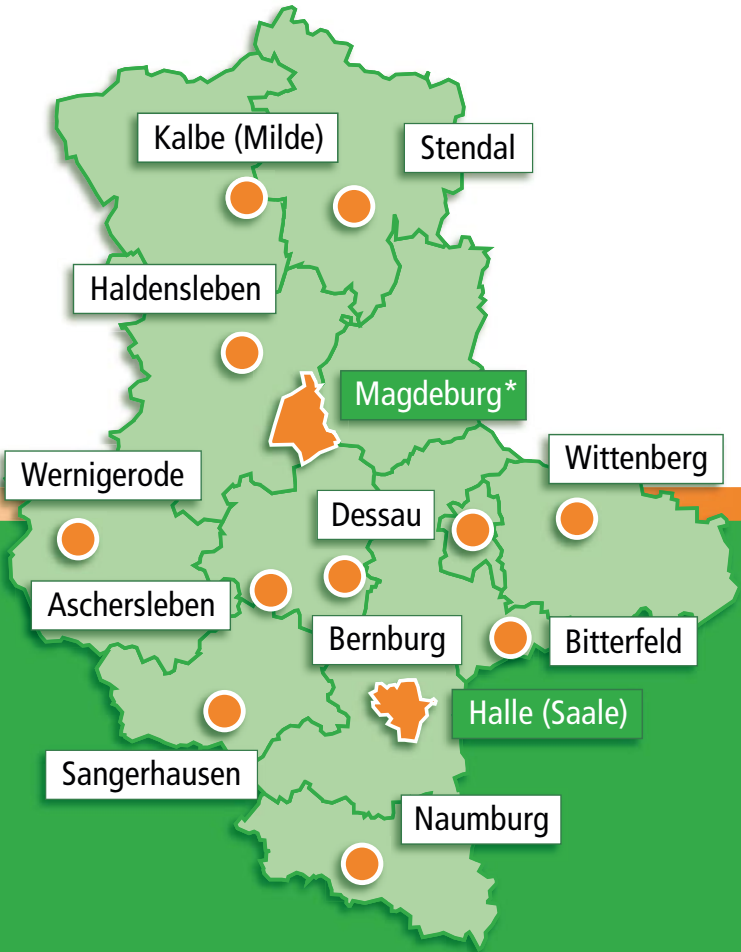 Kalbe (Milde)
Stendal
Haldensleben
Magdeburg*
Wittenberg
Wernigerode
Dessau
Aschersleben
Bernburg
Bitterfeld
Halle (Saale)
Sangerhausen
Naumburg